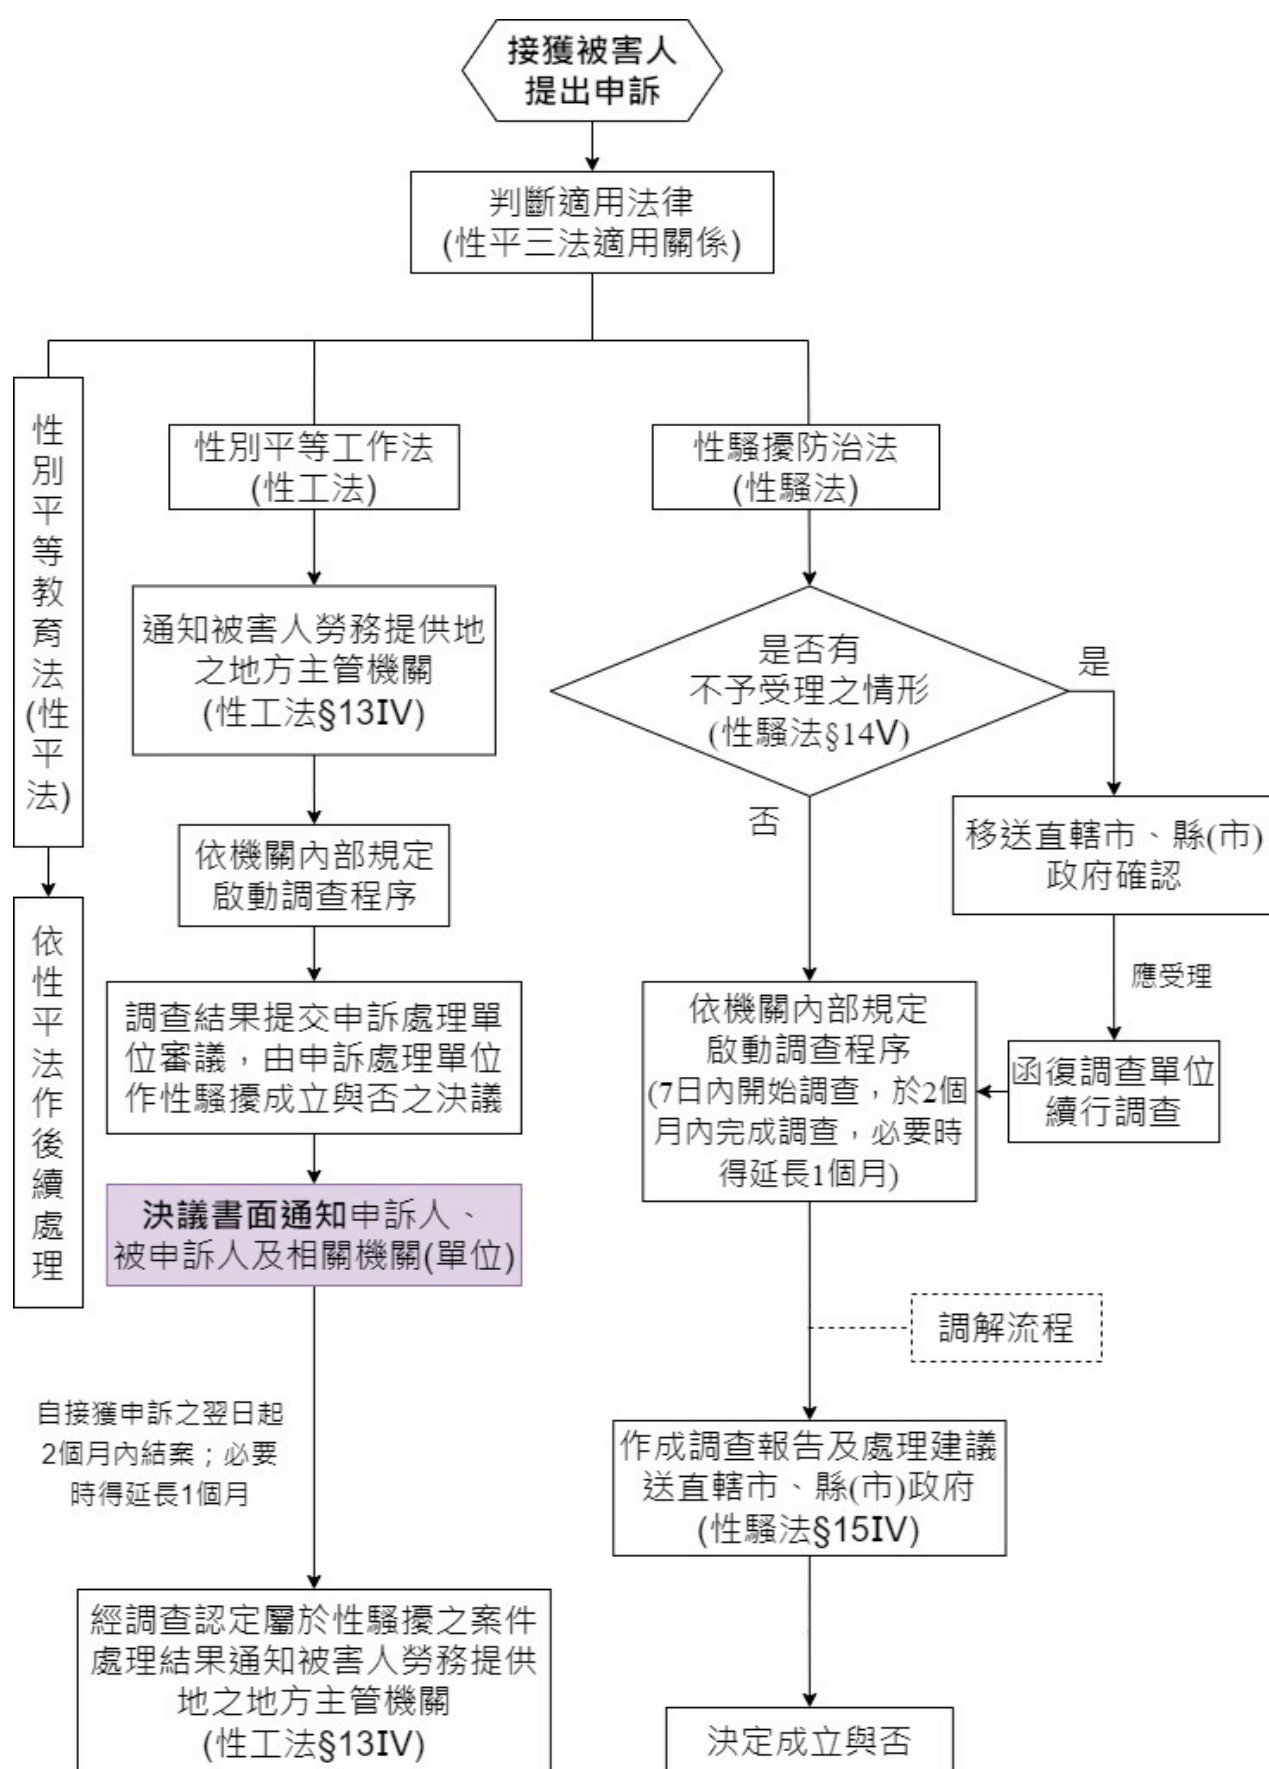 接獲被害人
提出申訴
判斷適用法律
(性平三法適用關係)
性別平等教育法(性平法)
依性平法作後續處理
性別平等工作法
(性工法)
通知被害人勞務提供地
之地方主管機關
(性工法§13IV)
依機關內部規定
啟動調查程序
調查結果提交申訴處理單
位審議，由申訴處理單位
作性騷擾成立與否之決議
決議書面通知申訴人、
被申訴人及相關機關(單位)
自接獲申訴之翌日起
2個月內結案；必要
時得延長1個月
經調查認定屬於性騷擾之案件
處理結果通知被害人勞務提供
地之地方主管機關
(性工法§13IV)
性騷擾防治法
(性騷法)
是否有
不予受理之情形
(性騷法§14V)
是
否
移送直轄市、縣(市)
政府確認
應受理
函復調查單位
續行調查
依機關內部規定
啟動調查程序
(7日內開始調查，於2個
月內完成調查，必要時
得延長1個月)
調解流程
作成調查報告及處理建議
送直轄市、縣(市)政府
(性騷法§15IV)
決定成立與否